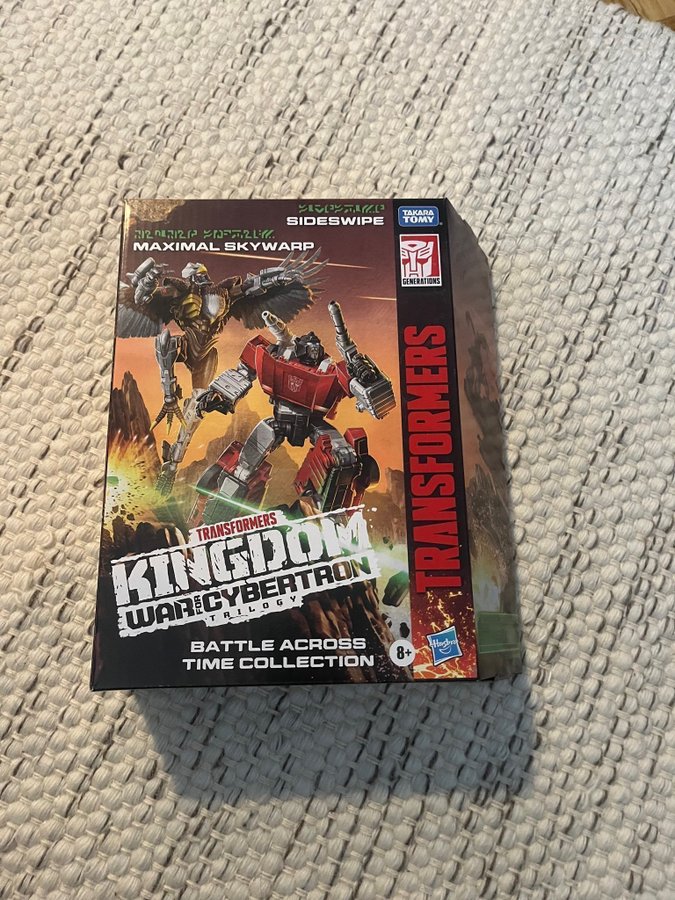 SIDESWIPE
MAXIMAL SKYWARP
TAKARA
TOMY
GENERATIONS
TRANSFORMERS
TRANSFORMERS
KINGDOM
WAR FOR CYBERTRON
TRILOGY
BATTLE ACROSS
TIME COLLECTION
8+
Hasbro